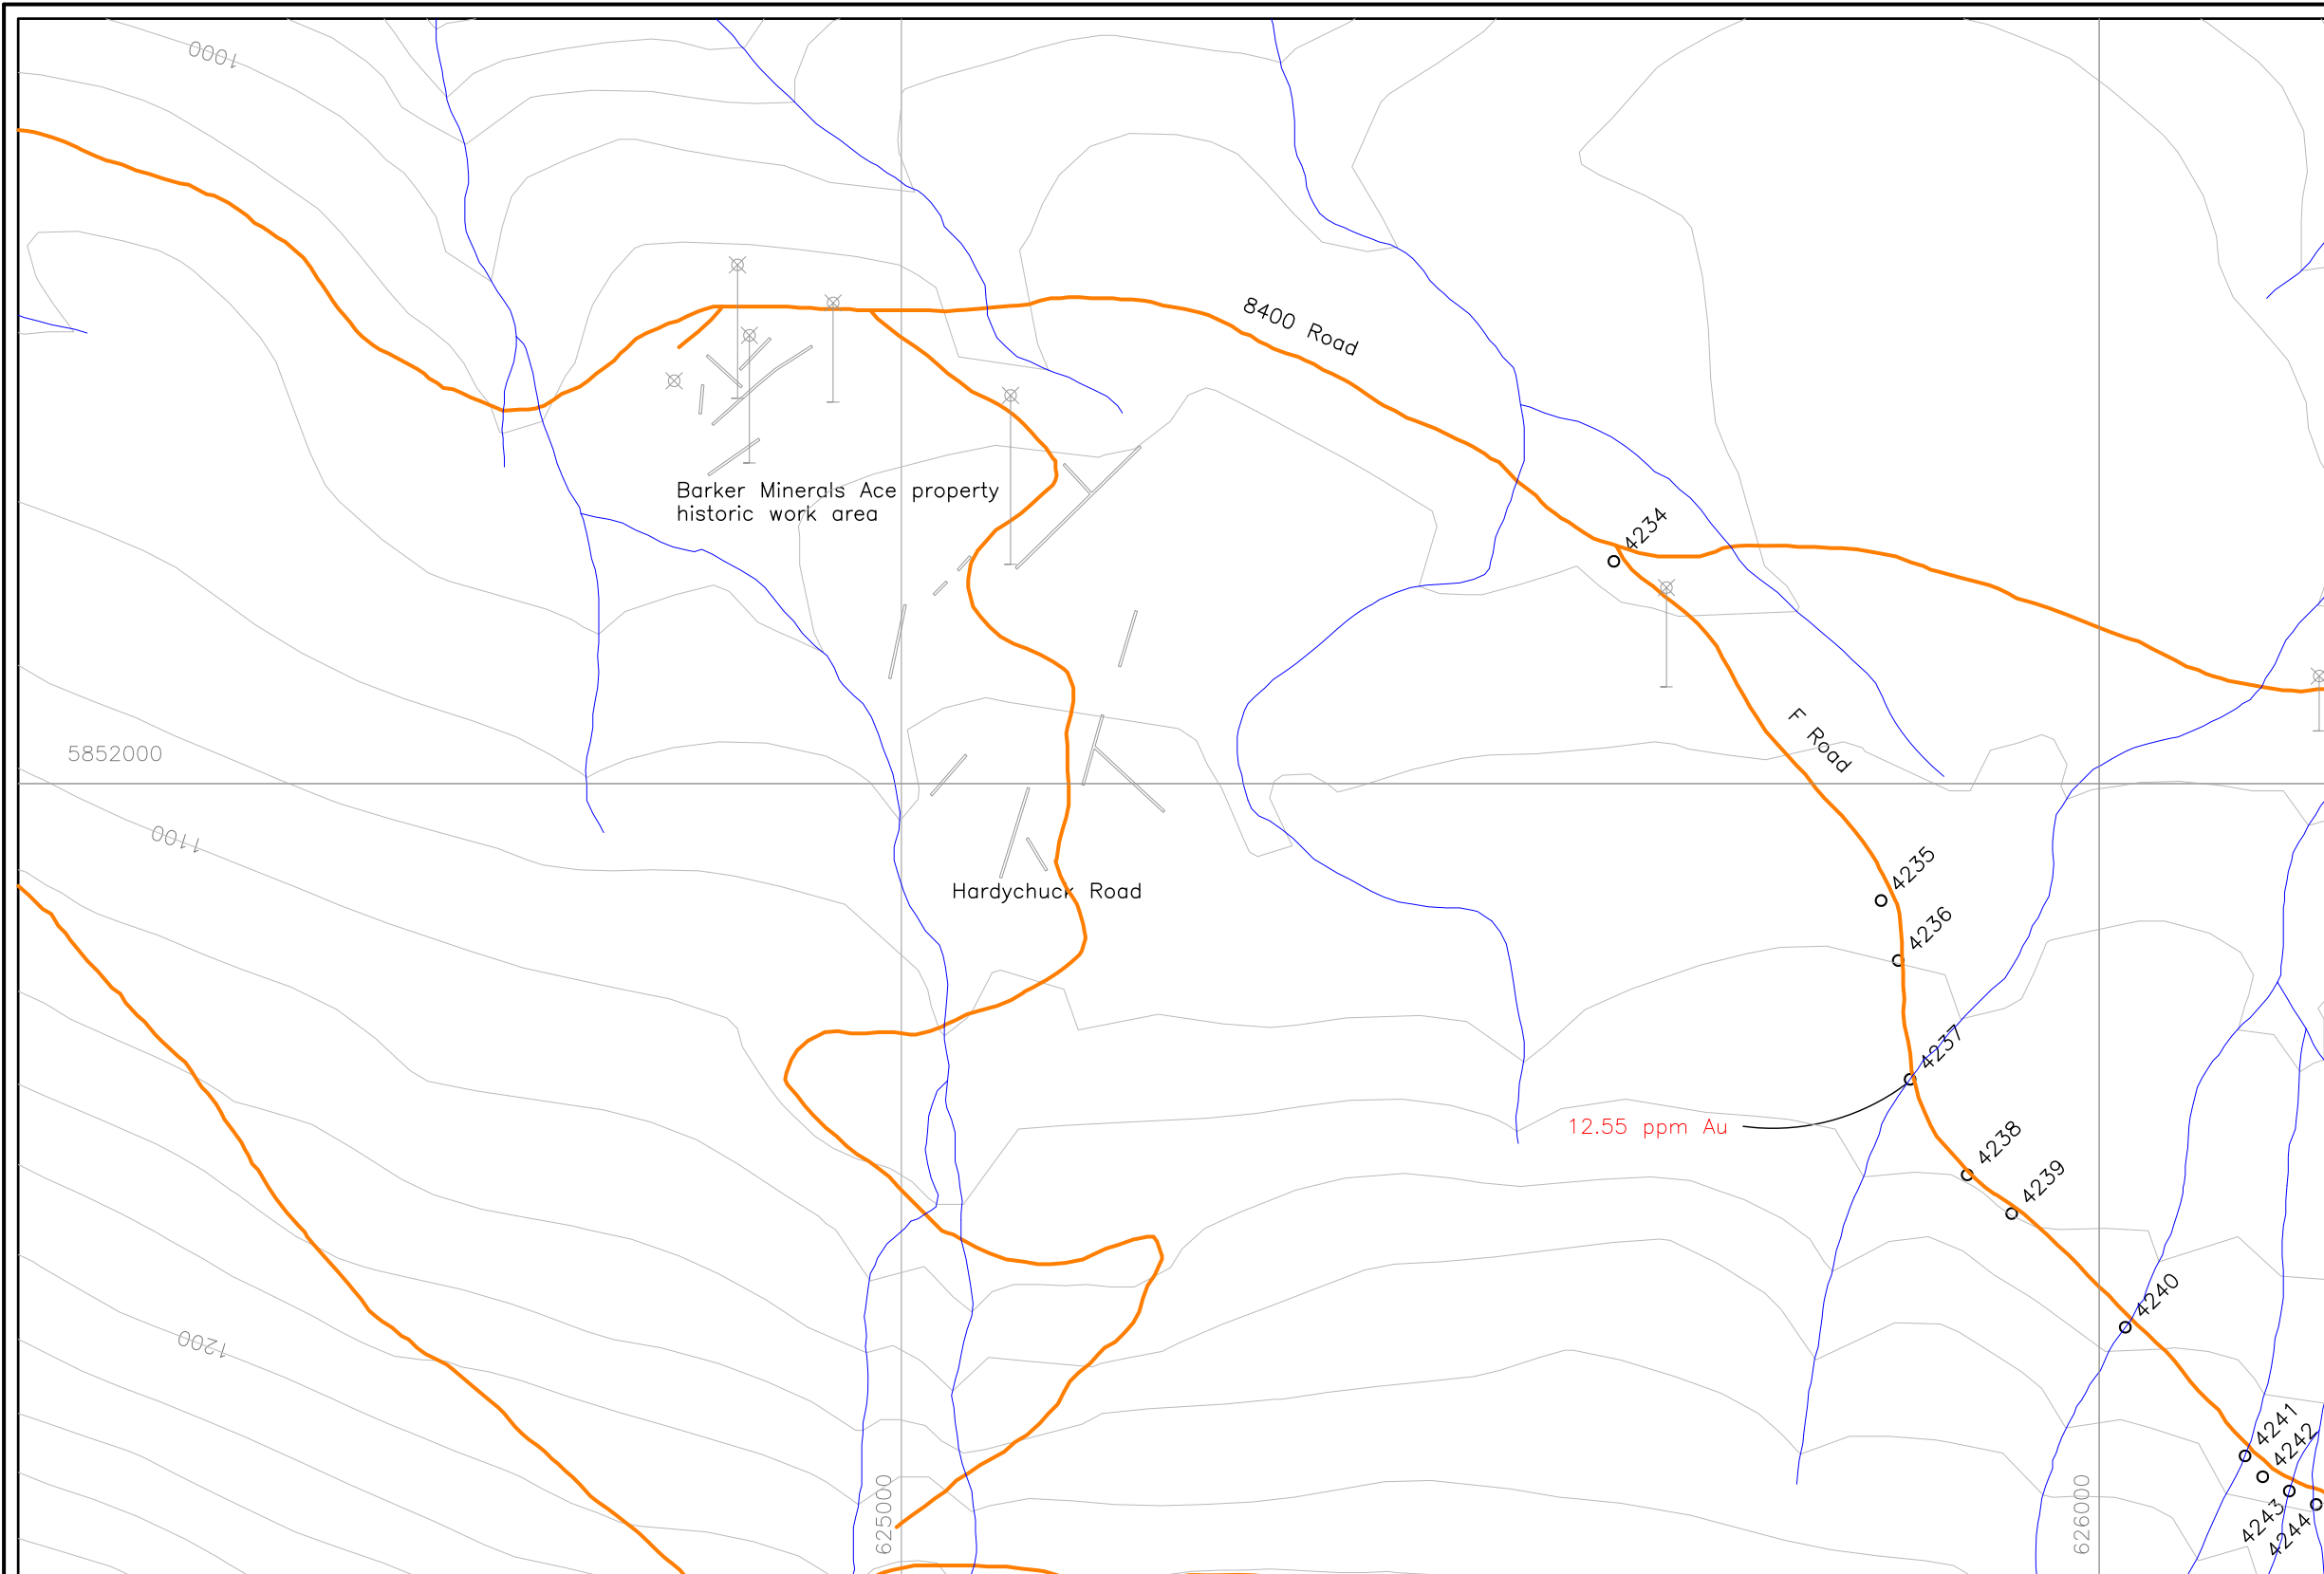 1000
8400 Road
Barker Minerals Ace property
historic work area
4234
F Road
5852000
1100
4235
Hardychuck Road
4236
4237
12.55 ppm Au
4238
4239
4240
1200
4241
4242
625000
626000
4243
4244